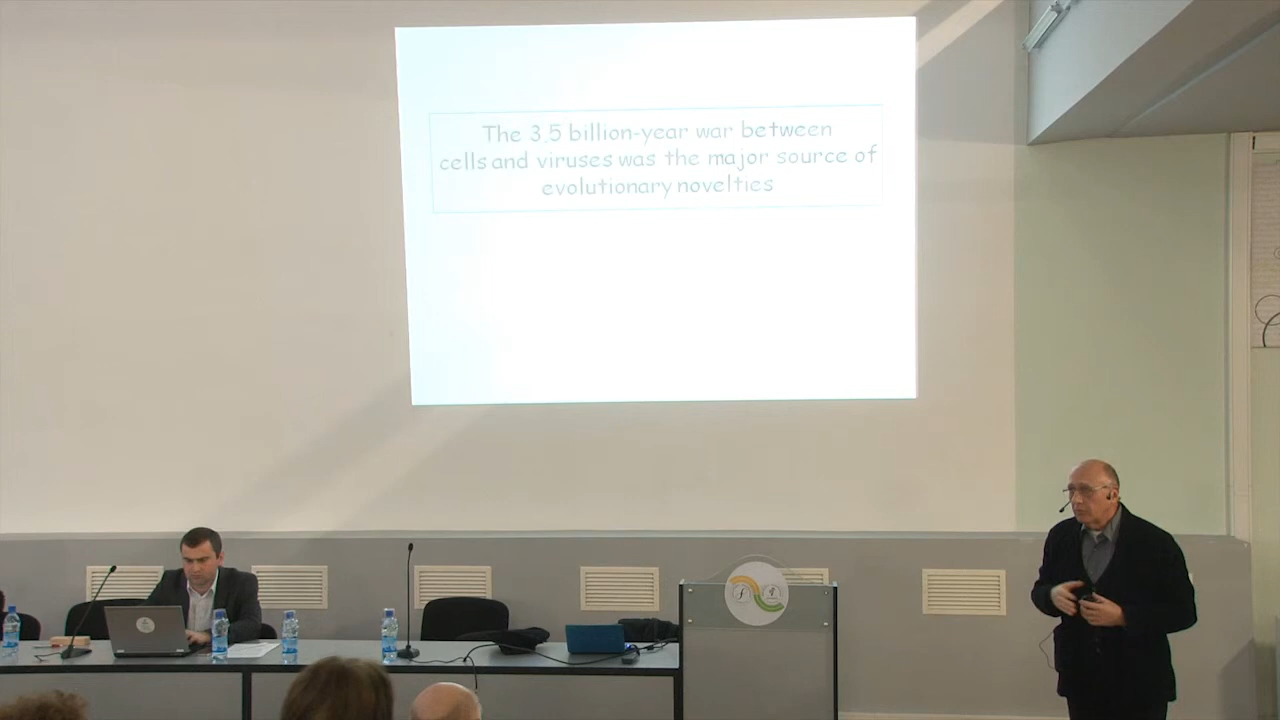 The 3.5 billion-year war between
cells and viruses was the major source of
evolutionary novelties